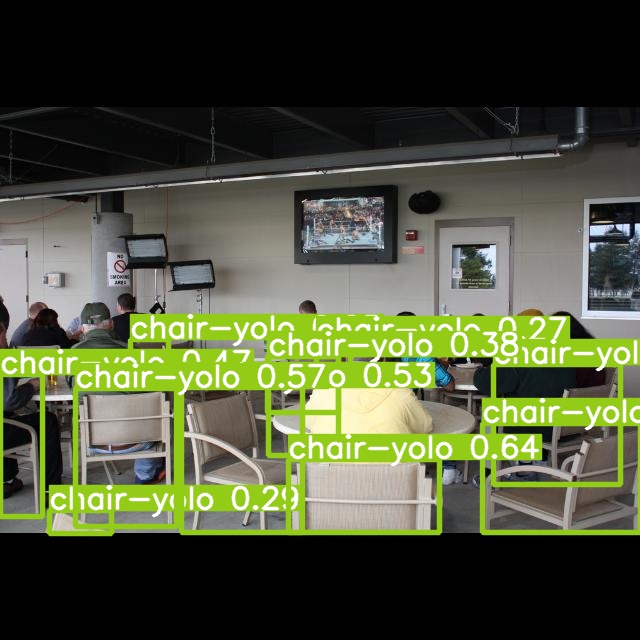 NO
SMOKING
AREA
chair-yolo
chair-yolo 0.27
chair-yolo 0.38
chair-yolo 0.47
chair-yol
chair-yolo 0.57
0.53
chair-yolo
chair-yolo 0.64
chair-yolo 0.29